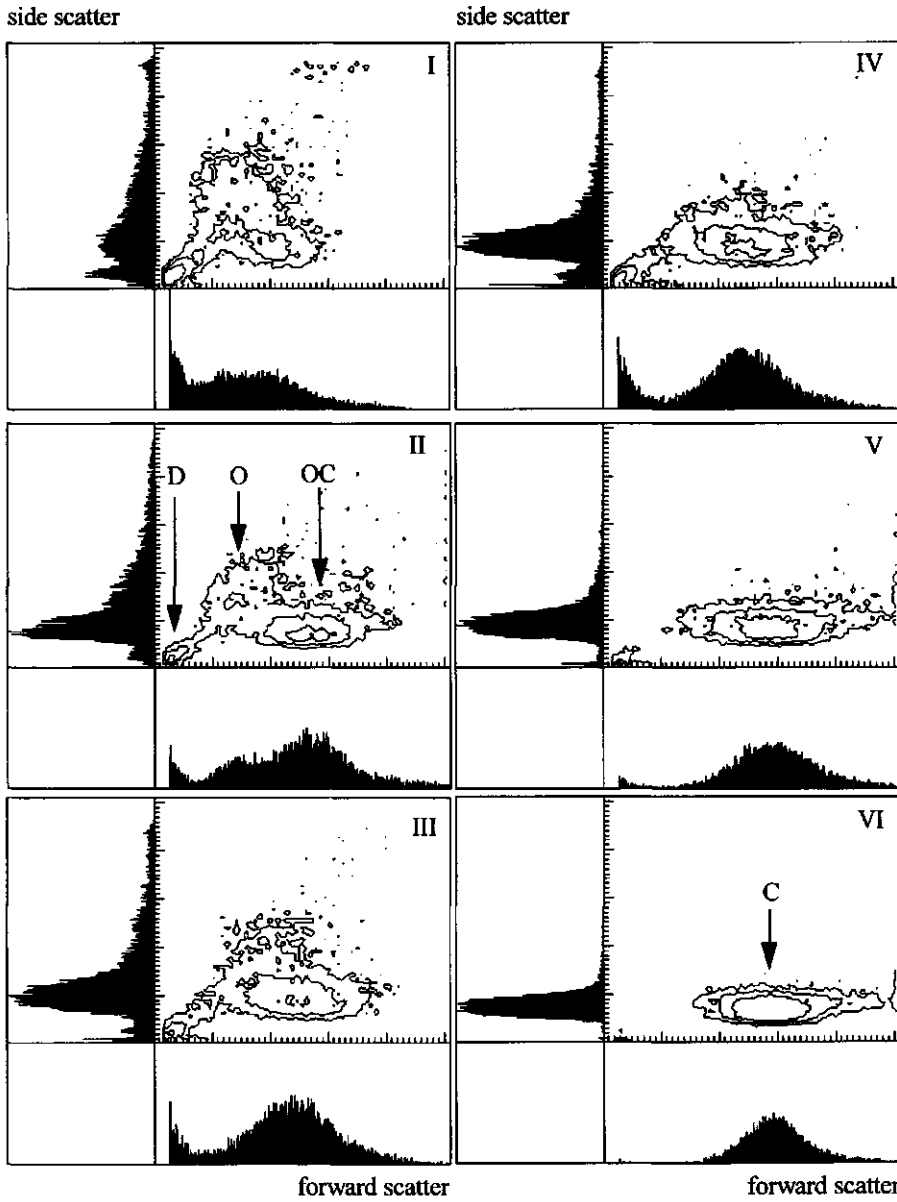 side scatter
side scatter
I
IV
II
D
O
OC
V
III
VI
C
forward scatter
forward scatter